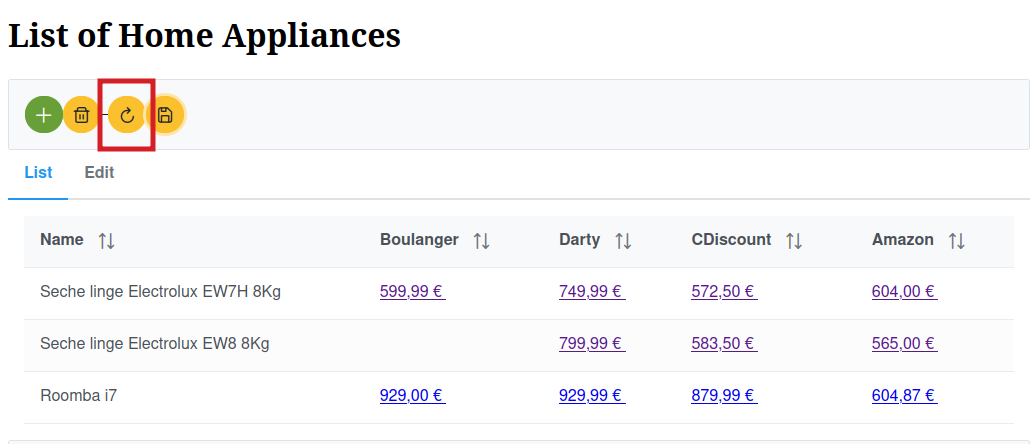 List of Home Appliances
List Edit
Name Boulanger Darty CDiscount Amazon
Seche linge Electrolux EW7H 8Kg 599,99 € 749,99 € 572,50 € 604,00 €
Seche linge Electrolux EW8 8Kg 799,99 € 583,50 € 565,00 €
Roomba i7 929,00 € 929,99 € 879,99 € 604,87 €